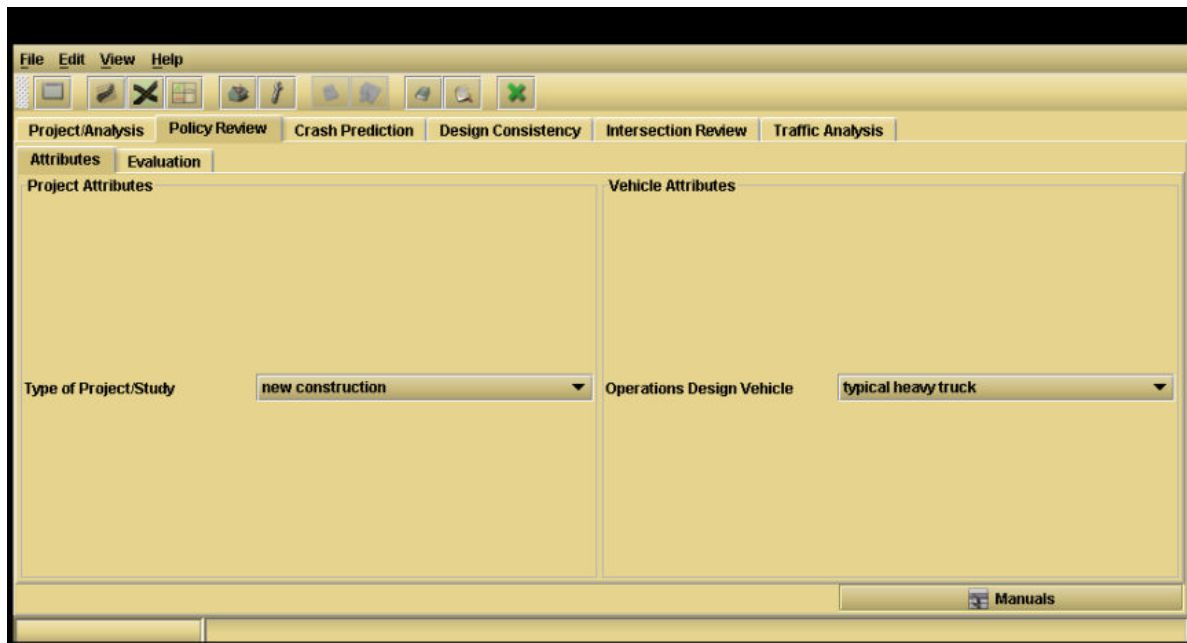 File Edit View Help
Project/Analysis Policy Review Crash Prediction Design Consistency Intersection Review Traffic Analysis
Attributes Evaluation
Project Attributes Vehicle Attributes
Type of Project/Study new construction Operations Design Vehicle typical heavy truck
Manuals